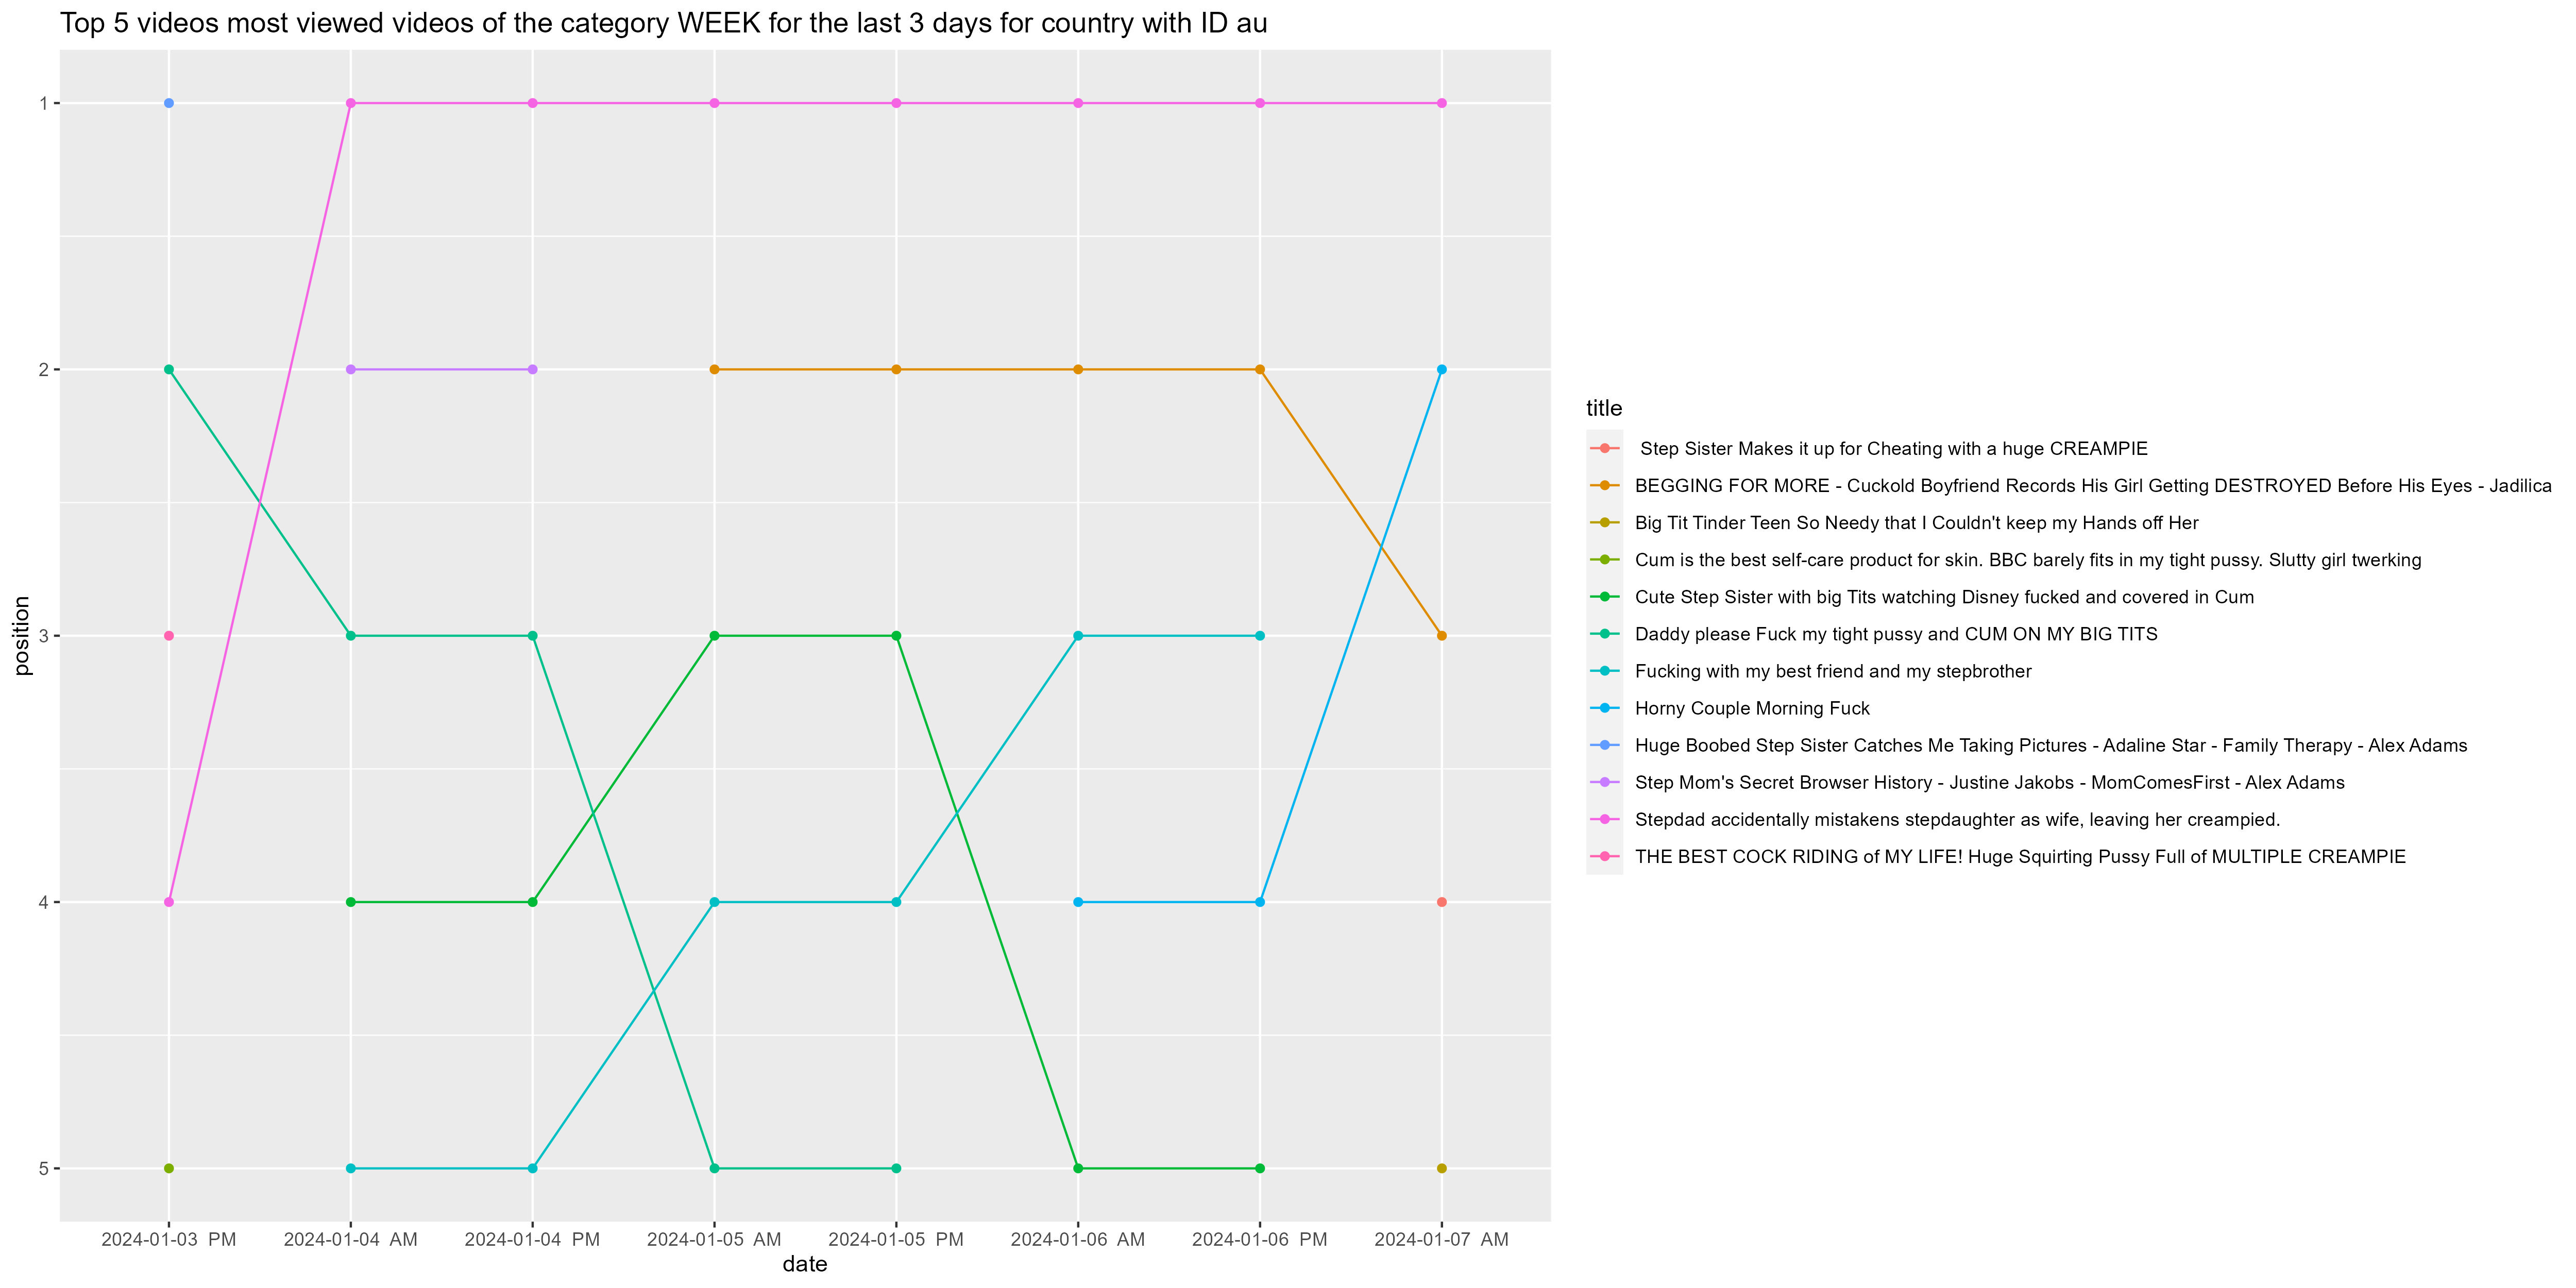 Top 5 videos most viewed videos of the category WEEK for the last 3 days for country with ID au
1
2
3
4
5
position
2024-01-03 PM
2024-01-04 AM
2024-01-04 PM
2024-01-05 AM
2024-01-05 PM
2024-01-06 AM
2024-01-06 PM
2024-01-07 AM
date
title
Step Sister Makes it up for Cheating with a huge CREAMPIE
BEGGING FOR MORE - Cuckold Boyfriend Records His Girl Getting DESTROYED Before His Eyes - Jadilica
Big Tit Tinder Teen So Needy that I Couldn't keep my Hands off Her
Cum is the best self-care product for skin. BBC barely fits in my tight pussy. Slutty girl twerking
Cute Step Sister with big Tits watching Disney fucked and covered in Cum
Daddy please Fuck my tight pussy and CUM ON MY BIG TITS
Fucking with my best friend and my stepbrother
Horny Couple Morning Fuck
Huge Boobed Step Sister Catches Me Taking Pictures - Adaline Star - Family Therapy - Alex Adams
Step Mom's Secret Browser History - Justine Jakobs - MomComesFirst - Alex Adams
Stepdad accidentally mistakens stepdaughter as wife, leaving her creampied.
THE BEST COCK RIDING of MY LIFE! Huge Squirting Pussy Full of MULTIPLE CREAMPIE